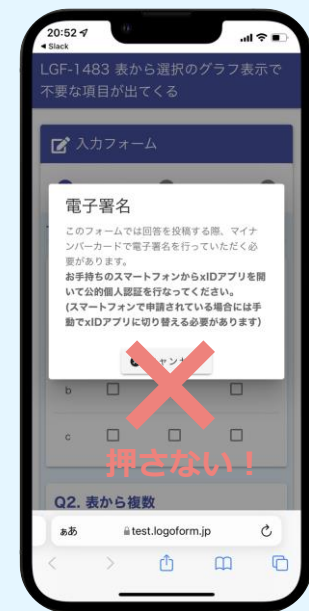 20:52
◀ Slack
LGF-1483 表から選択のグラフ表示で
不要な項目が出てくる
入力フォーム
電子署名
このフォームでは回答を投稿する際、マイナ
ンバーカードで電子署名を行っていただく必
要があります。
お手持ちのスマートフォンからxIDアプリを開
いて公的個人認証を行なってください。
(スマートフォンで申請されている場合には手
動でxIDアプリに切り替える必要があります)
キャンセル
b
c
押さない!
Q2. 表から複数
ぁあ test.logoform.jp